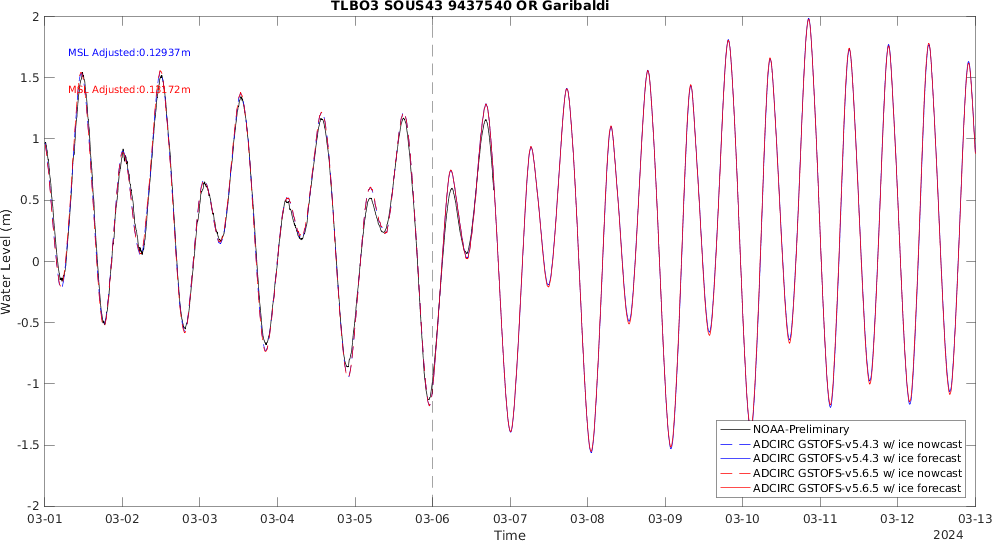 TLBO3 SOUS43 9437540 OR Garibaldi
MSL Adjusted:0.12937m
MSL Adjusted:0.13172m
Water Level (m)
2
1.5
1
0.5
0
-0.5
-1
-1.5
-2
NOAA-Preliminary
ADCIRC GSTOFS-v5.4.3 w/ ice nowcast
ADCIRC GSTOFS-v5.4.3 w/ ice forecast
ADCIRC GSTOFS-v5.6.5 w/ ice nowcast
ADCIRC GSTOFS-v5.6.5 w/ ice forecast
03-01 03-02 03-03 03-04 03-05 03-06 03-07 03-08 03-09 03-10 03-11 03-12 03-13
Time
2024